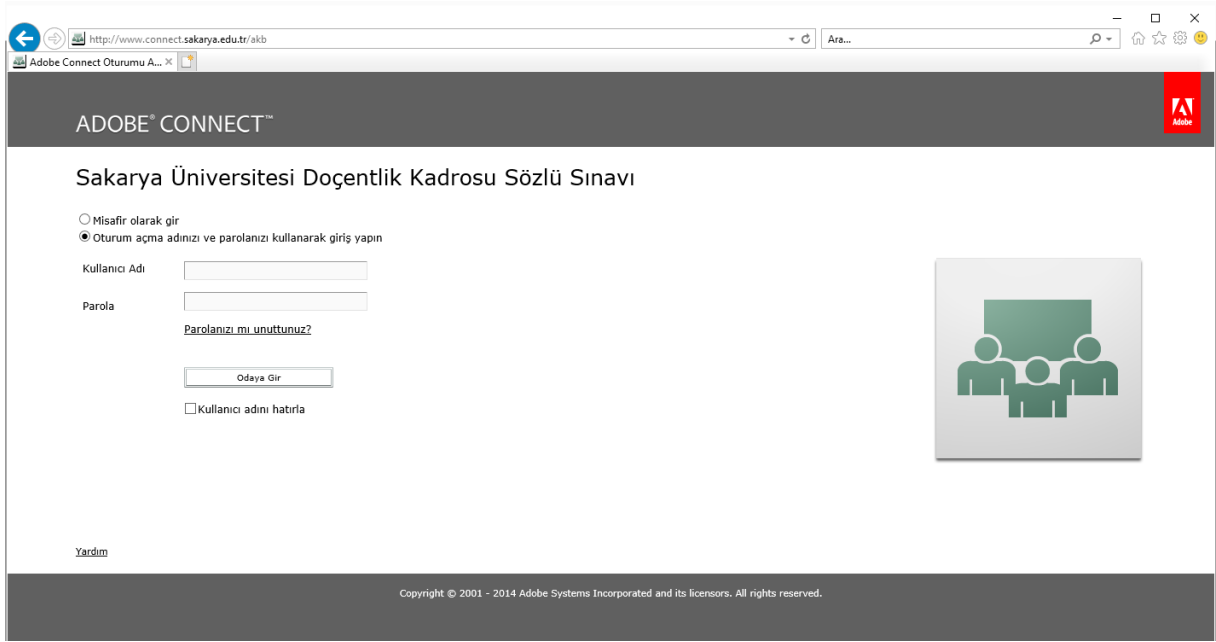 http://www.connect.sakarya.edu.tr/akb
Ara...
Adobe Connect Oturumu A...
ADOBE® CONNECT™
Adobe
Sakarya Üniversitesi Doçentlik Kadrosu Sözlü Sınavı
Misafir olarak gir
Oturum açma adınızı ve parolanızı kullanarak giriş yapın
Kullanıcı Adı
Parola
Parolanızı mı unuttunuz?
Odaya Gir
Kullanıcı adını hatırla
Yardım
Copyright © 2001 - 2014 Adobe Systems Incorporated and its licensors. All rights reserved.